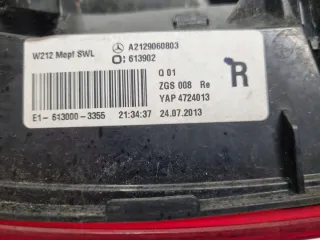 W212 Mopf SWL A2129060803
O: 613902
Q 01
ZGS 008 Re R
YAP 4724013
E1-613000-3355 21:34:37 24.07.2013